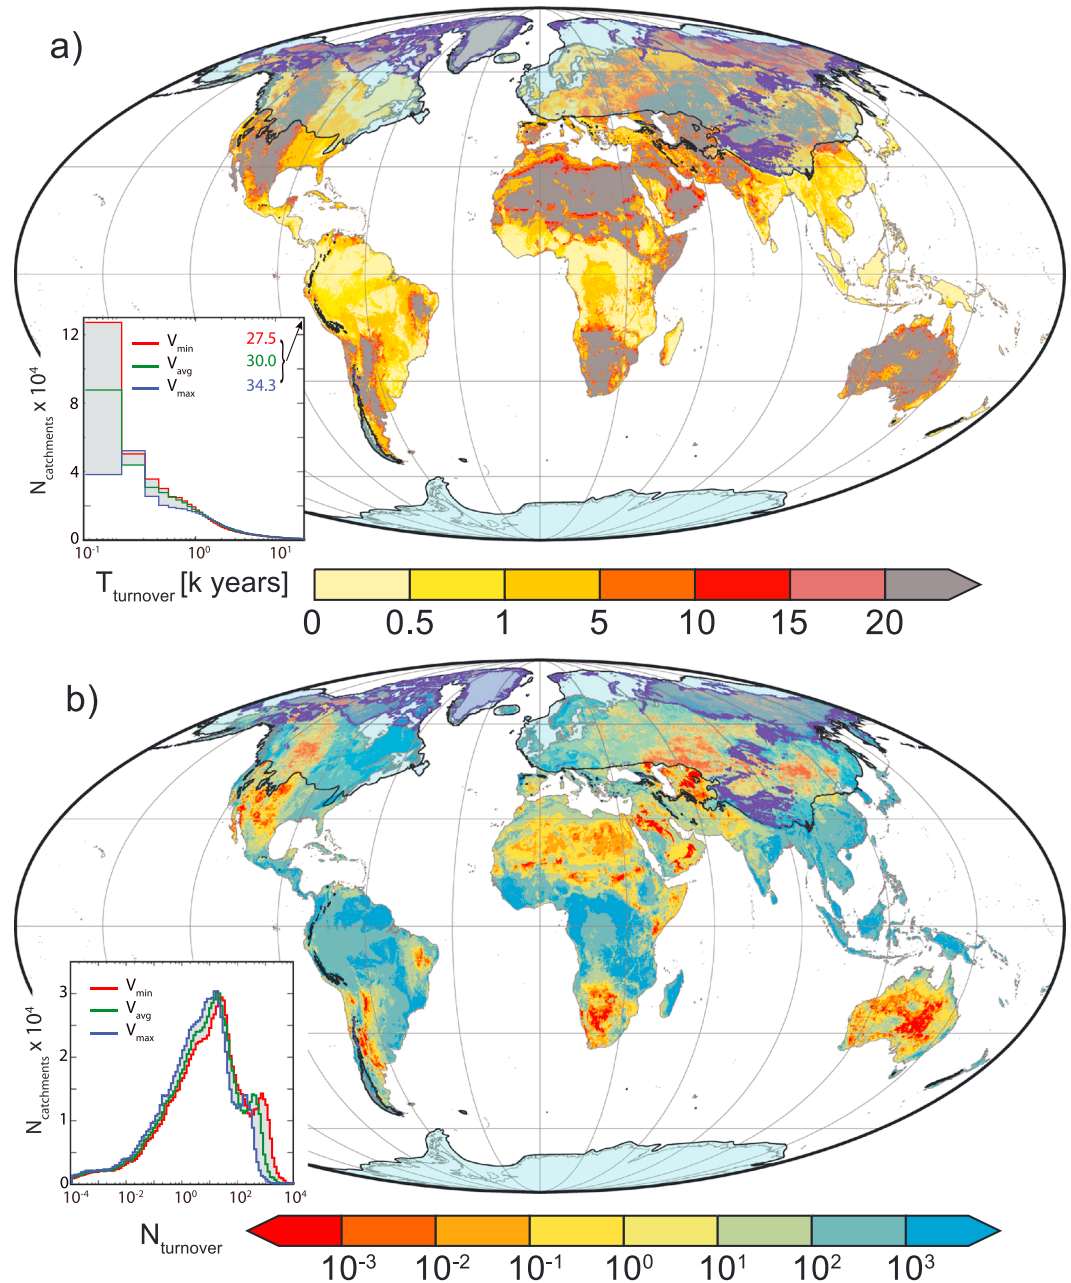 a)
12
8
4
0
N_catchments x 10^4
V_min 27.5
V_avg 30.0
V_max 34.3
10^-1 10^0 10^1
T_turnover [k years]
0 0.5 1 5 10 15 20
b)
3
2
1
0
N_catchments x 10^4
V_min
V_avg
V_max
10^-4 10^-2 10^0 10^2 10^4
N_turnover
10^-3 10^-2 10^-1 10^0 10^1 10^2 10^3